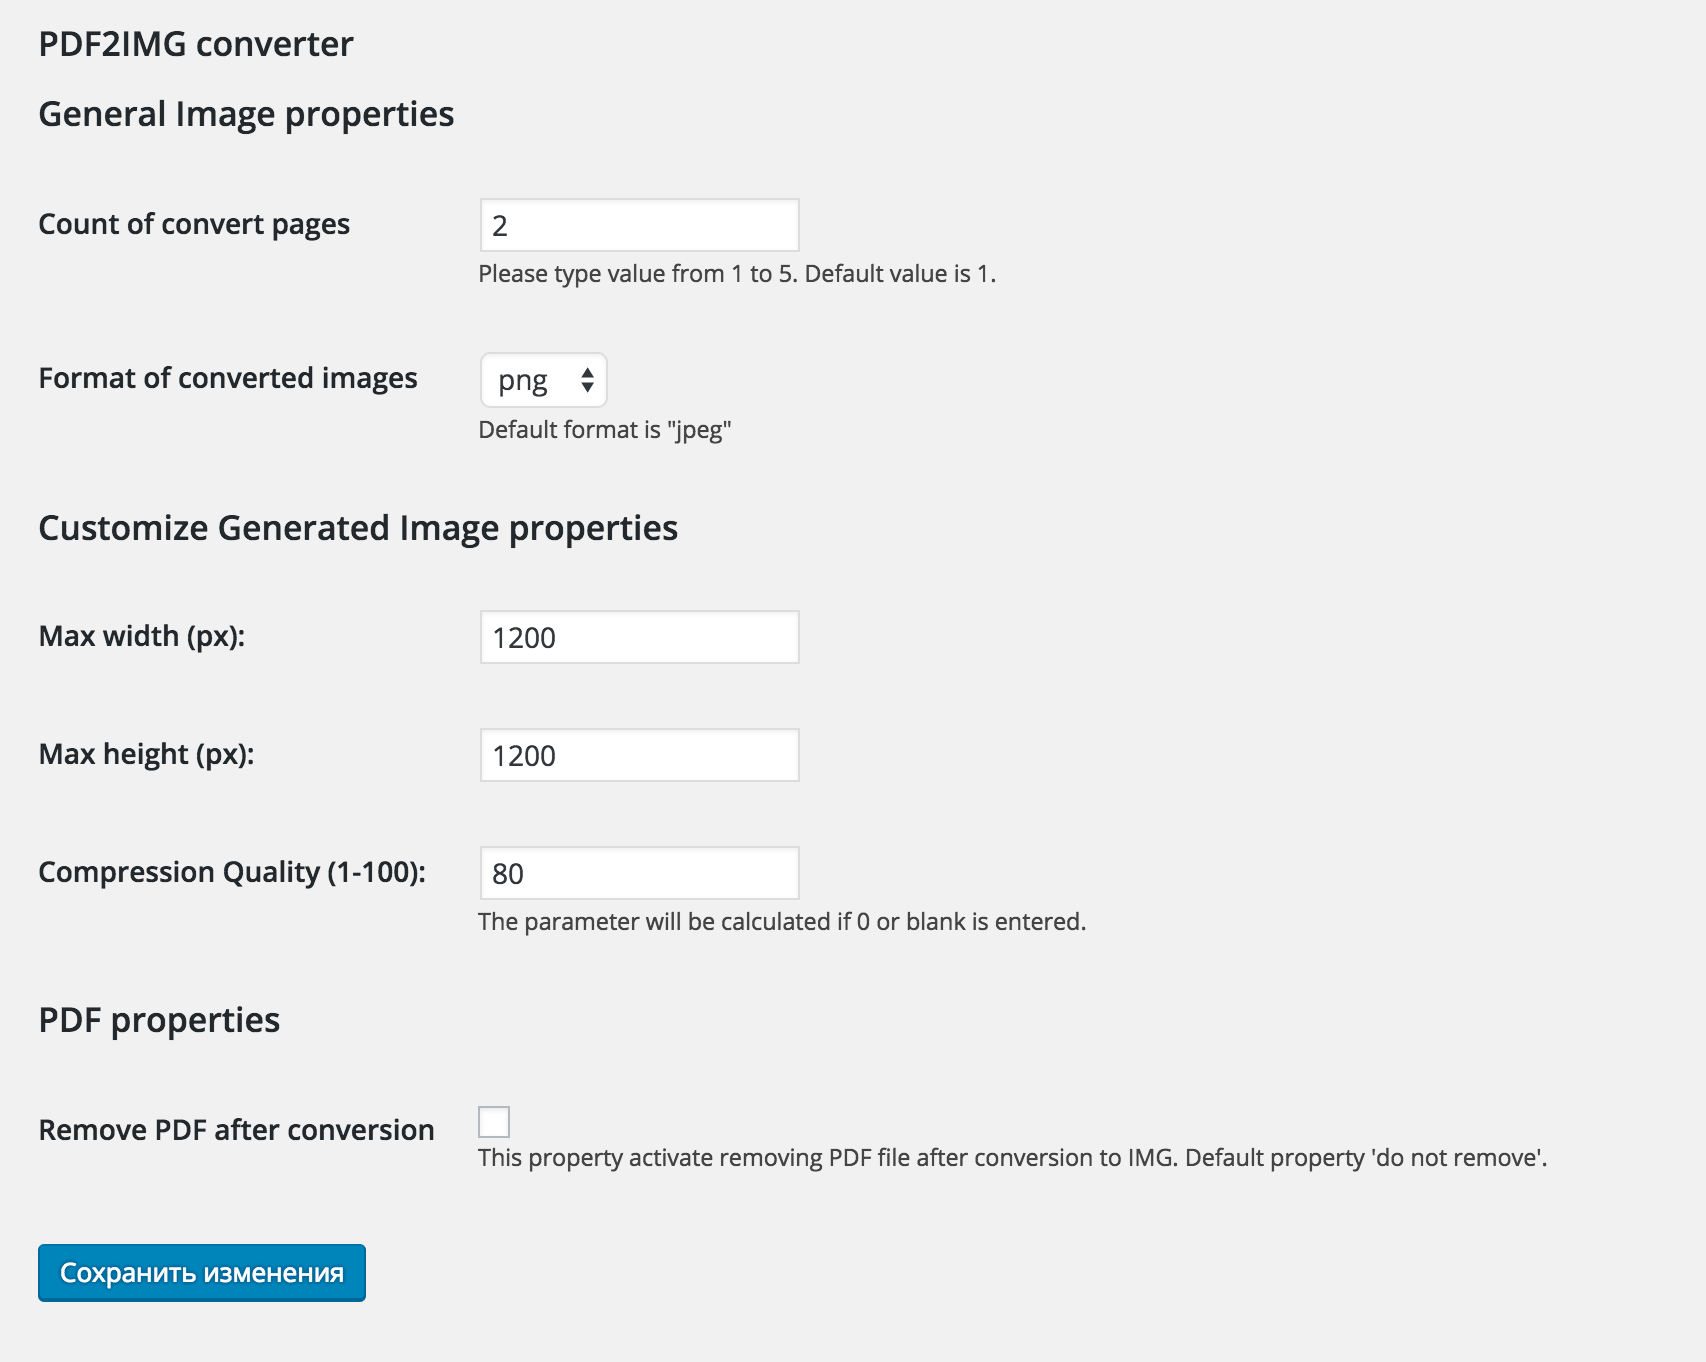 PDF2IMG converter
General Image properties
Count of convert pages
2
Please type value from 1 to 5. Default value is 1.
Format of converted images
png
Default format is "jpeg"
Customize Generated Image properties
Max width (px):
1200
Max height (px):
1200
Compression Quality (1-100):
80
The parameter will be calculated if 0 or blank is entered.
PDF properties
Remove PDF after conversion
This property activate removing PDF file after conversion to IMG. Default property 'do not remove'.
Сохранить изменения